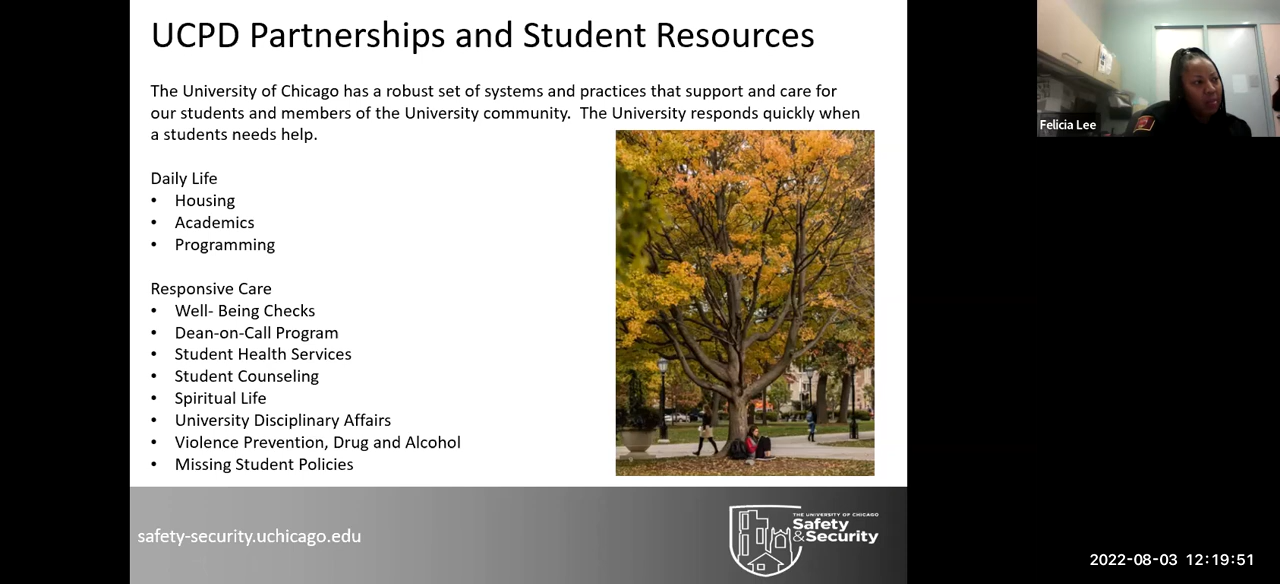 UCPD Partnerships and Student Resources
The University of Chicago has a robust set of systems and practices that support and care for
our students and members of the University community.  The University responds quickly when
a students needs help.
Daily Life
• Housing
• Academics
• Programming
Responsive Care
• Well- Being Checks
• Dean-on-Call Program
• Student Health Services
• Student Counseling
• Spiritual Life
• University Disciplinary Affairs
• Violence Prevention, Drug and Alcohol
• Missing Student Policies
safety-security.uchicago.edu
THE UNIVERSITY OF CHICAGO
Safety
&Security
Felicia Lee
2022-08-03 12:19:51